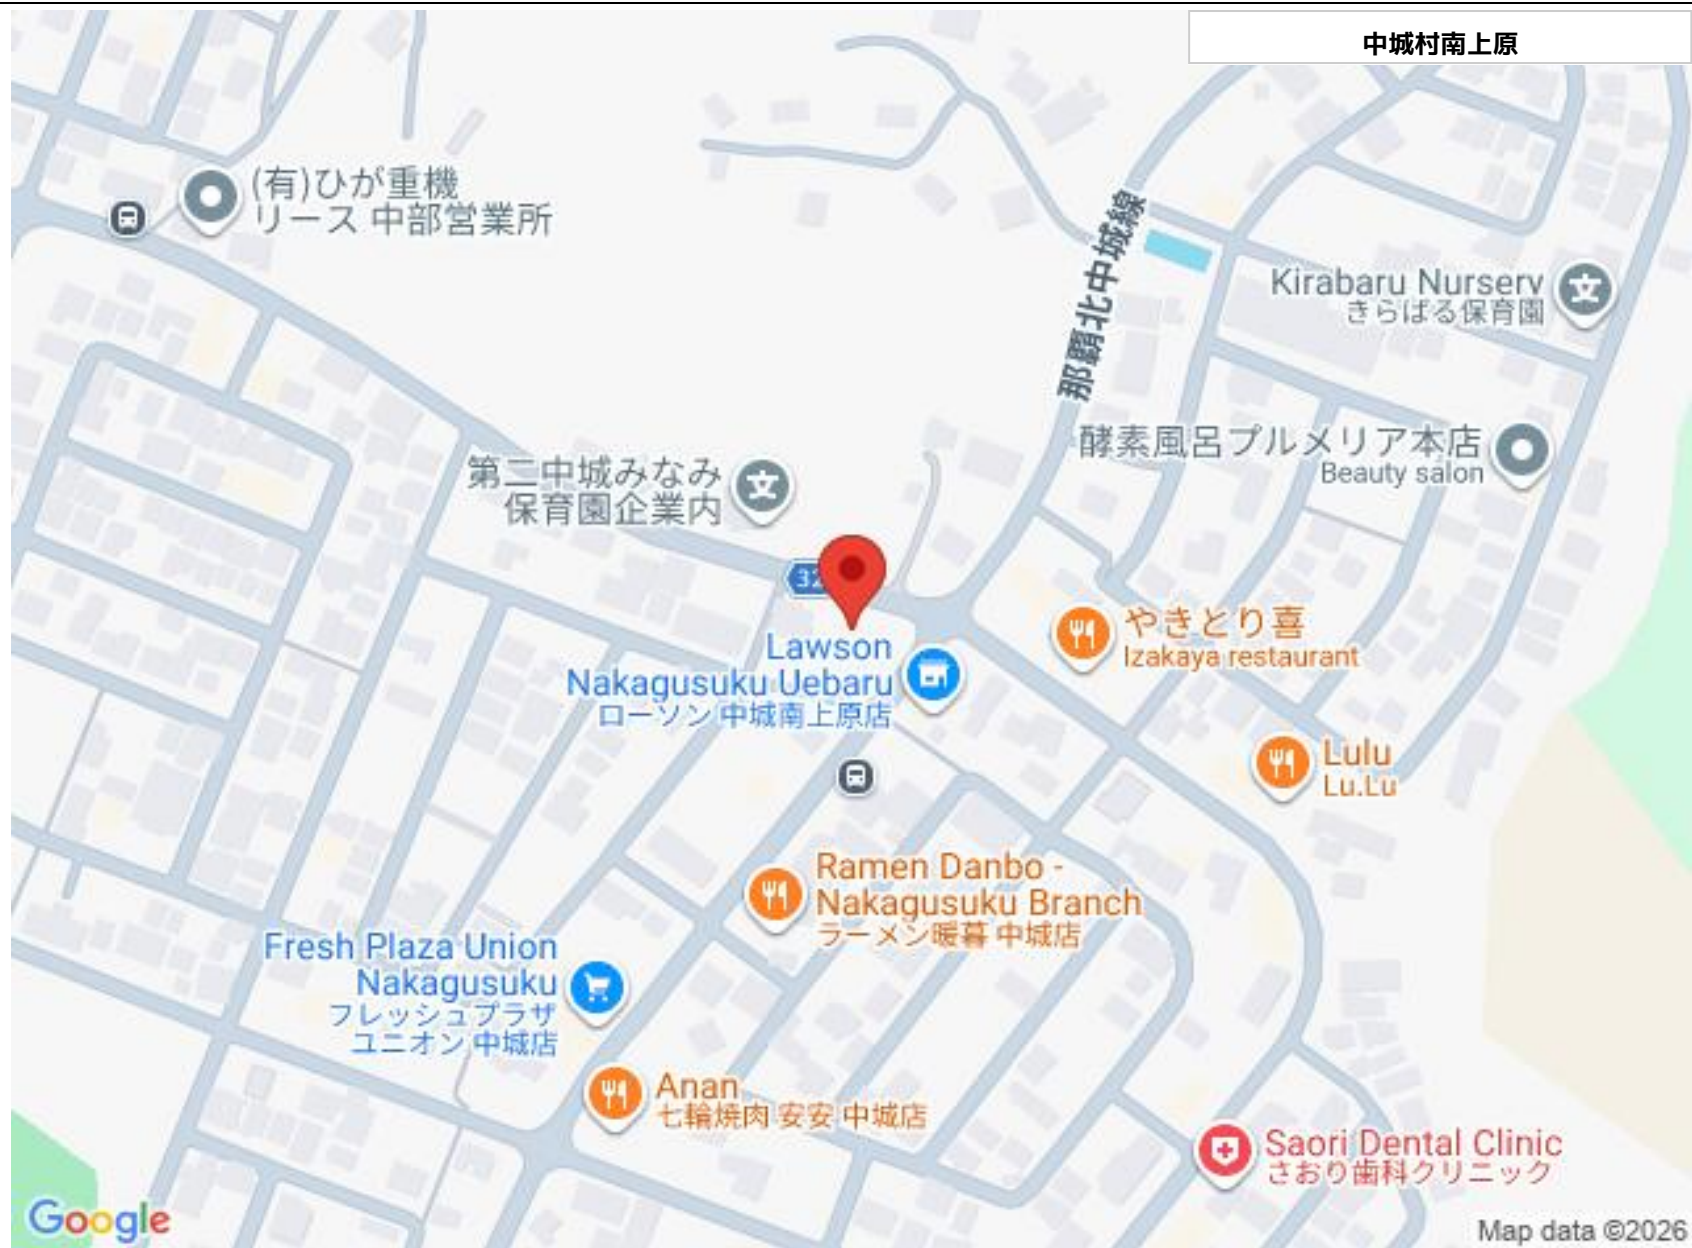 中城村南上原
(有)ひが重機
リース 中部営業所
那覇北中城線
Kirabaru Nurserv
きらばる保育園
酵素風呂プルメリア本店
Beauty salon
第二中城みなみ
保育園企業内
32
やきとり喜
Izakaya restaurant
Lawson
Nakagusuku Uebaru
ローソン 中城南上原店
Lulu
Lu.Lu
Ramen Danbo -
Nakagusuku Branch
ラーメン暖暮 中城店
Fresh Plaza Union
Nakagusuku
フレッシュプラザ
ユニオン 中城店
Anan
七輪焼肉 安安 中城店
Saori Dental Clinic
さおり歯科クリニック
Google
Map data ©2026